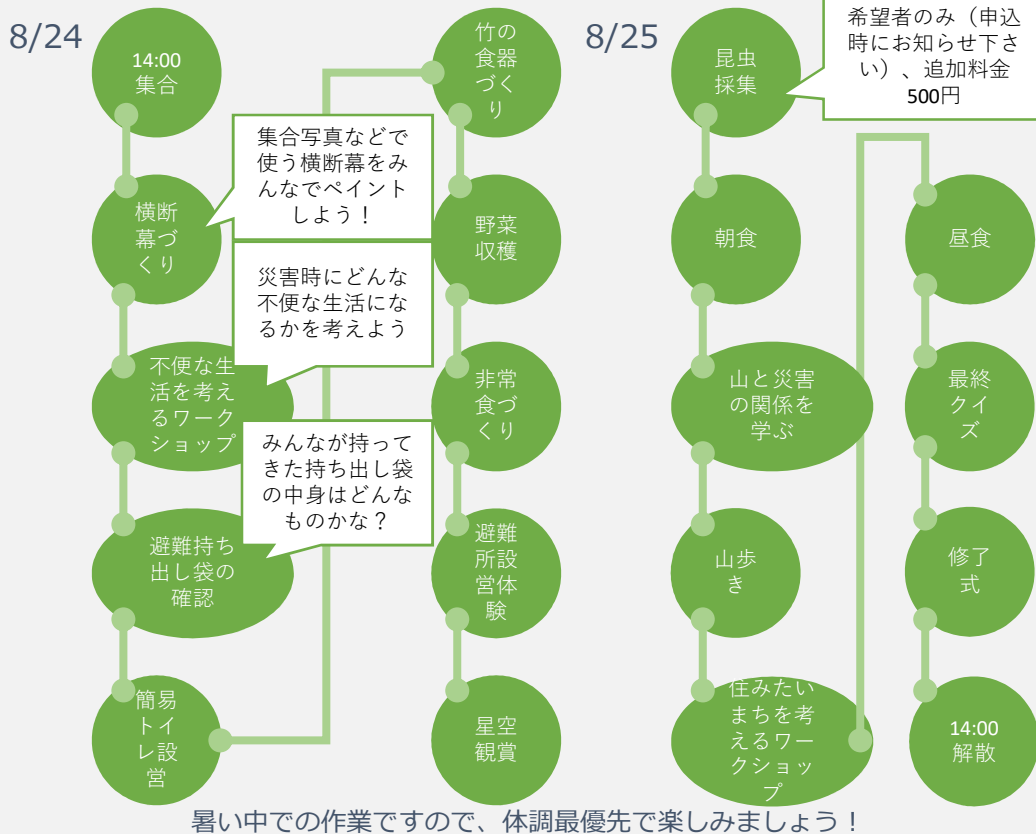 8/24
14:00
集合
横断
幕づ
くり
集合写真などで
使う横断幕をみ
んなでペイント
しよう！
不便な生
活を考え
るワーク
ショップ
災害時にどんな
不便な生活にな
るかを考えよう
避難持ち
出し袋の
確認
みんなが持って
きた持ち出し袋
の中身はどんな
ものかな？
簡易
トイ
レ設
営
竹の
食器
づく
り
野菜
収穫
非常
食づ
くり
避難
所設
営体
験
星空
観賞
8/25
昆虫
採集
希望者のみ（申込
時にお知らせ下さ
い）、追加料金
500円
朝食
山と災害
の関係を
学ぶ
山歩
き
住みたい
まちを考
えるワー
クショッ
プ
昼食
最終
クイ
ズ
修了
式
14:00
解散
暑い中での作業ですので、体調最優先で楽しみましょう！